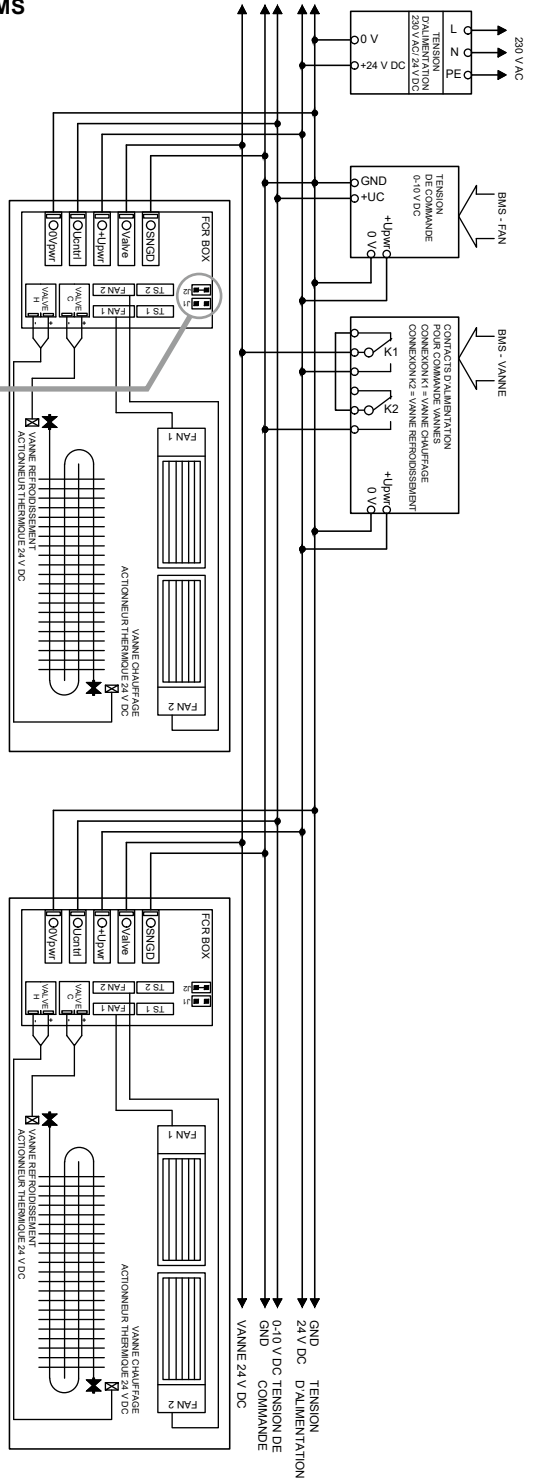 MS
230 V AC
L
N
PE
TENSION
D'ALIMENTATION
230 V AC/ 24 V DC
0 V
+24 V DC
BMS - FAN
TENSION
DE COMMANDE
0-10 V DC
GND
+UC
+Upwr
0 V
BMS - VANNE
CONTACTS D'ALIMENTATION
POUR COMMANDE VANNES
CONNEXION K1 = VANNE CHAUFFAGE
CONNEXION K2 = VANNE REFROIDISSEMENT
K1
K2
+Upwr
0 V
GND TENSION
24 V DC D'ALIMENTATION
0-10 V DC TENSION DE
GND COMMANDE
VANNE 24 V DC
FCR BOX
0Vpwr
Ucntrl
+Upwr
Valve
SNGD
J2
J1
TS 2
TS 1
FAN 2
FAN 1
VALVE
C
+
-
VALVE
H
+
-
FAN 1
FAN 2
VANNE CHAUFFAGE
ACTIONNEUR THERMIQUE 24 V DC
VANNE REFROIDISSEMENT
ACTIONNEUR THERMIQUE 24 V DC
FCR BOX
0Vpwr
Ucntrl
+Upwr
Valve
SNGD
J2
J1
TS 2
TS 1
FAN 2
FAN 1
VALVE
C
+
-
VALVE
H
+
-
FAN 1
FAN 2
VANNE CHAUFFAGE
ACTIONNEUR THERMIQUE 24 V DC
VANNE REFROIDISSEMENT
ACTIONNEUR THERMIQUE 24 V DC